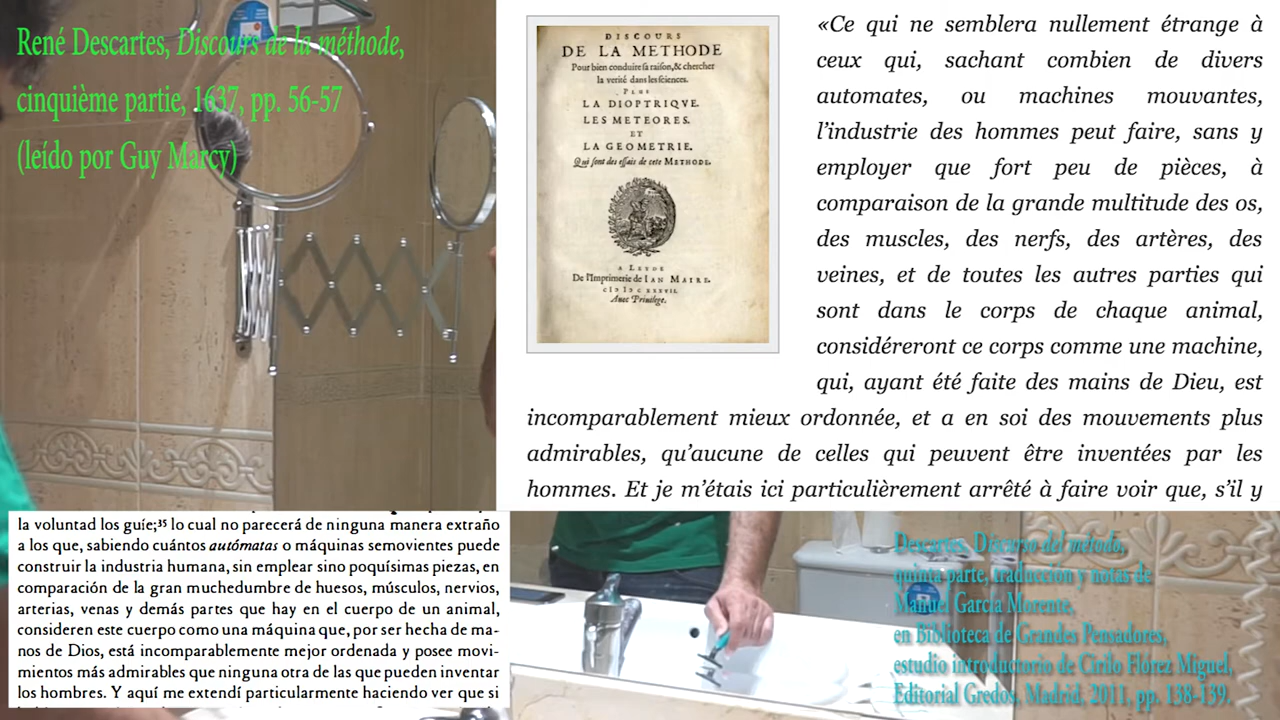 René Descartes, Discours de la méthode,
cinquième partie, 1637, pp. 56-57
(leído por Guy Marcy)
DISCOURS
DE LA METHODE
Pour bien conduire sa raison, & chercher
la verité dans les sciences.
PLUS
LA DIOPTRIQVE.
LES METEORES.
ET
LA GEOMETRIE.
Qui sont des essais de cete METHODE.
A LEYDE
De l'Imprimerie de IAN MAIRE.
Auec Priuilege.
«Ce qui ne semblera nullement étrange à
ceux qui, sachant combien de divers
automates, ou machines mouvantes,
l'industrie des hommes peut faire, sans y
employer que fort peu de pièces, à
comparaison de la grande multitude des os,
des muscles, des nerfs, des artères, des
veines, et de toutes les autres parties qui
sont dans le corps de chaque animal,
considéreront ce corps comme une machine,
qui, ayant été faite des mains de Dieu, est
incomparablement mieux ordonnée, et a en soi des mouvements plus
admirables, qu'aucune de celles qui peuvent être inventées par les
hommes. Et je m'étais ici particulièrement arrêté à faire voir que, s'il y
la voluntad los guíe;³⁵ lo cual no parecerá de ninguna manera extraño
a los que, sabiendo cuántos autómatas o máquinas semovientes puede
construir la industria humana, sin emplear sino poquísimas piezas, en
comparación de la gran muchedumbre de huesos, músculos, nervios,
arterias, venas y demás partes que hay en el cuerpo de un animal,
consideren este cuerpo como una máquina que, por ser hecha de ma-
nos de Dios, está incomparablemente mejor ordenada y posee movi-
mientos más admirables que ninguna otra de las que pueden inventar
los hombres. Y aquí me extendí particularmente haciendo ver que si
Descartes, Discurso del método,
quinta parte, traducción y notas de
Manuel García Morente,
en Biblioteca de Grandes Pensadores,
estudio introductorio de Cirilo Flórez Miguel,
Editorial Gredos, Madrid, 2011, pp. 138-139.